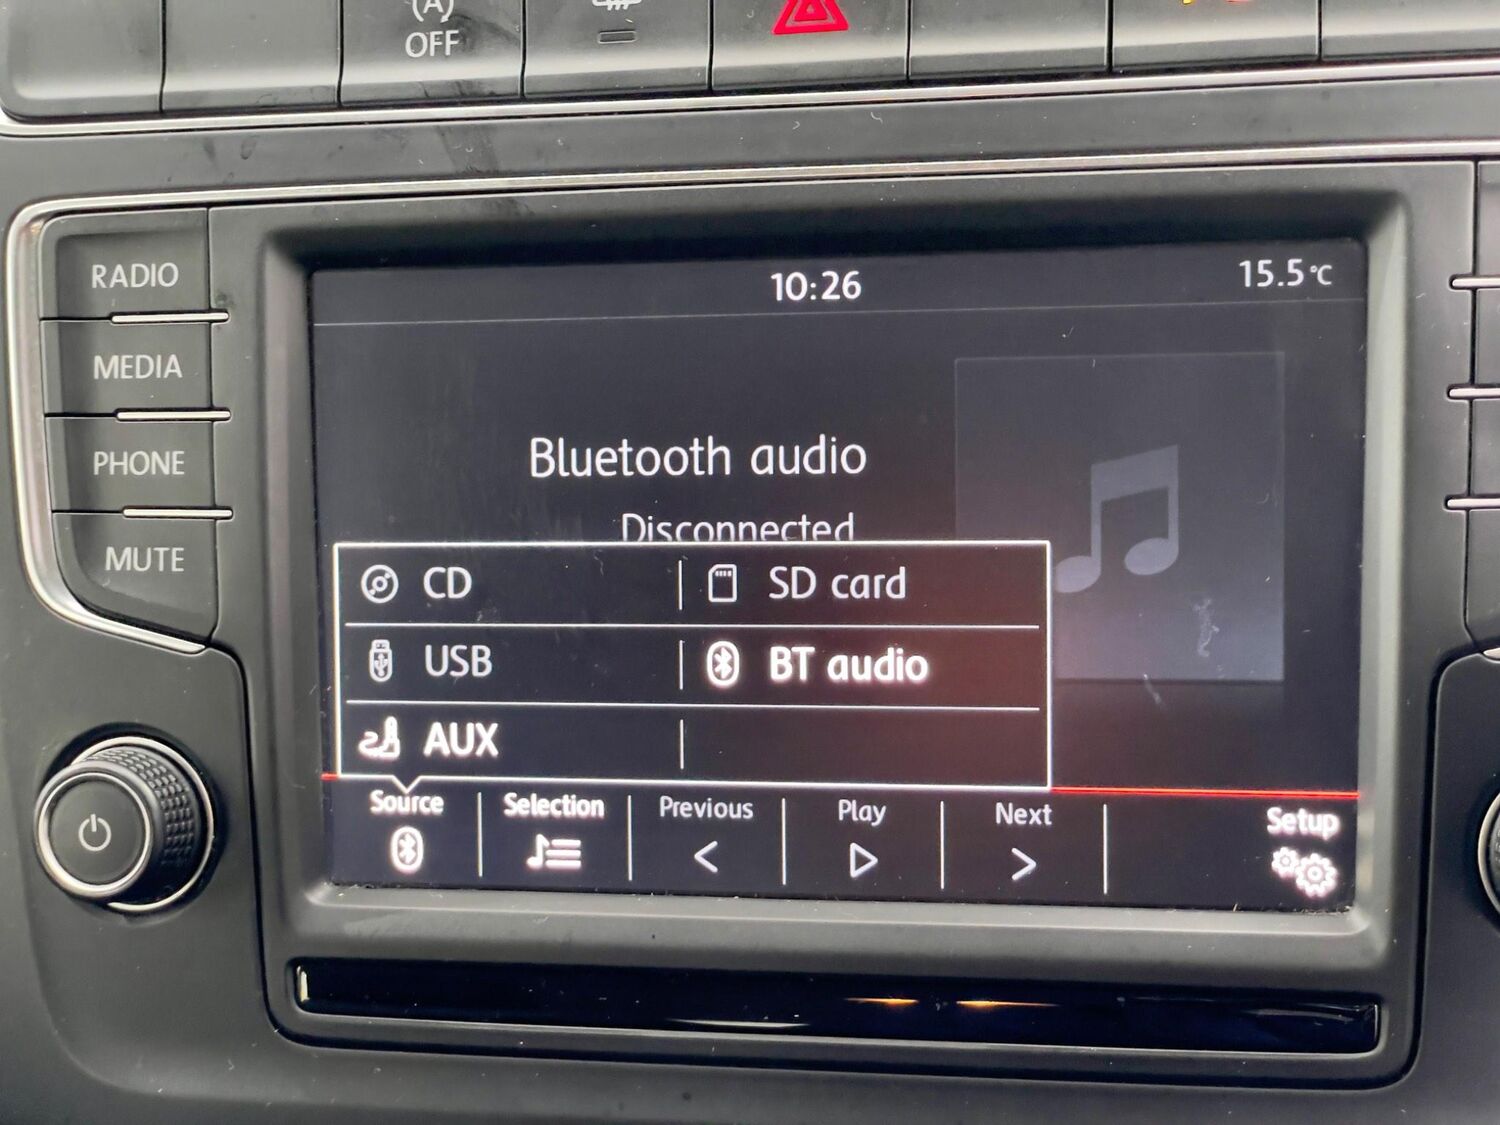 (A)
OFF
RADIO
MEDIA
PHONE
MUTE
10:26
15.5°C
Bluetooth audio
Disconnected
CD
SD card
USB
BT audio
AUX
Source
Selection
Previous
Play
Next
Setup